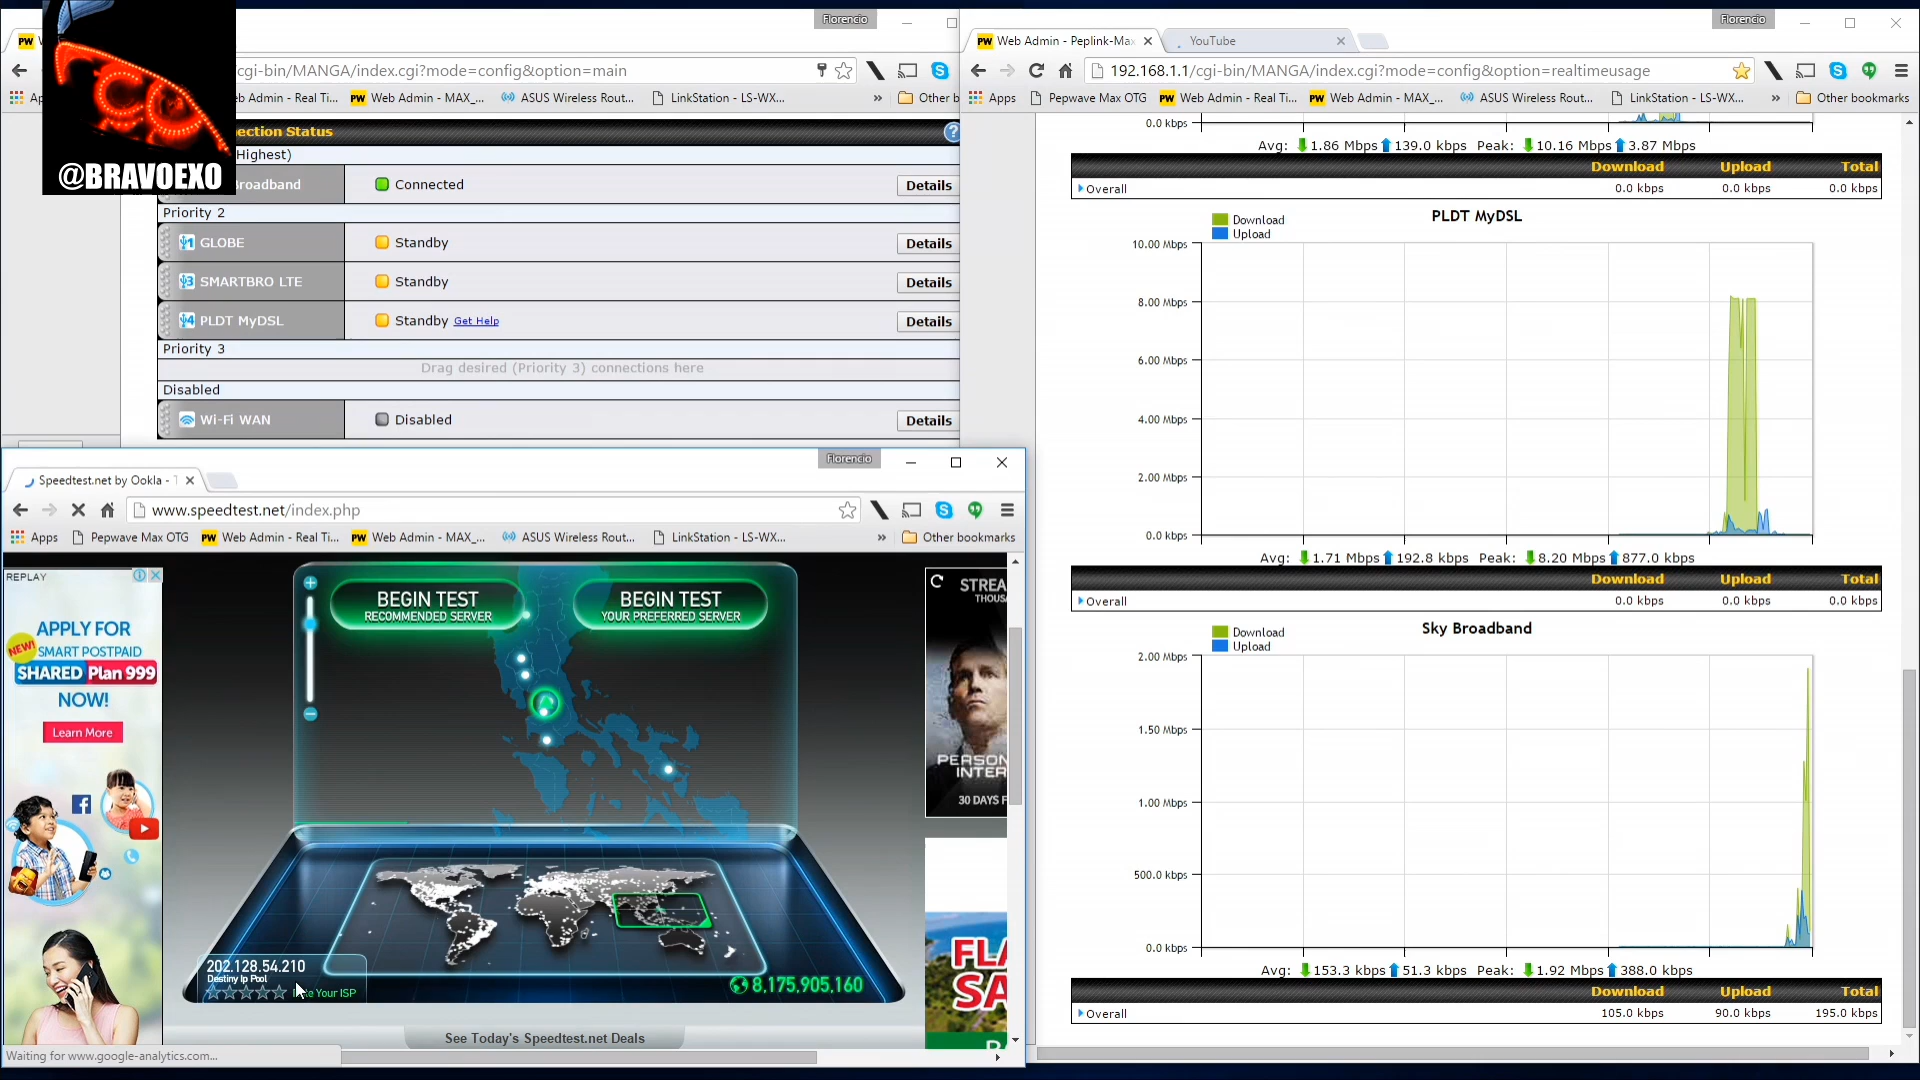 @BRAVOEXO
Florencio
cgi-bin/MANGA/index.cgi?mode=config&option=main
eb Admin - Real Ti...
Web Admin - MAX_...
ASUS Wireless Rout...
LinkStation - LS-WX...
»
Other b
ection Status
Highest)
roadband
Connected
Details
Priority 2
GLOBE
Standby
Details
SMARTBRO LTE
Standby
Details
PLDT MyDSL
Standby Get Help
Details
Priority 3
Drag desired (Priority 3) connections here
Disabled
Wi-Fi WAN
Disabled
Details
Florencio
Web Admin - Peplink-Max
YouTube
192.168.1.1/cgi-bin/MANGA/index.cgi?mode=config&option=realtimeusage
Apps
Pepwave Max OTG
Web Admin - Real Ti...
Web Admin - MAX_...
ASUS Wireless Rout...
LinkStation - LS-WX...
»
Other bookmarks
0.0 kbps
Avg: 1.86 Mbps 139.0 kbps Peak: 10.16 Mbps 3.87 Mbps
Download Upload Total
Overall 0.0 kbps 0.0 kbps 0.0 kbps
Download
Upload
PLDT MyDSL
10.00 Mbps
8.00 Mbps
6.00 Mbps
4.00 Mbps
2.00 Mbps
0.0 kbps
Avg: 1.71 Mbps 192.8 kbps Peak: 8.20 Mbps 877.0 kbps
Download Upload Total
Overall 0.0 kbps 0.0 kbps 0.0 kbps
Download
Upload
Sky Broadband
2.00 Mbps
1.50 Mbps
1.00 Mbps
500.0 kbps
0.0 kbps
Avg: 153.3 kbps 51.3 kbps Peak: 1.92 Mbps 388.0 kbps
Download Upload Total
Overall 105.0 kbps 90.0 kbps 195.0 kbps
Florencio
Speedtest.net by Ookla - T
www.speedtest.net/index.php
Apps
Pepwave Max OTG
Web Admin - Real Ti...
Web Admin - MAX_...
ASUS Wireless Rout...
LinkStation - LS-WX...
»
Other bookmarks
REPLAY
APPLY FOR
NEW!
SMART POSTPAID
SHARED Plan 999
NOW!
Learn More
BEGIN TEST
RECOMMENDED SERVER
BEGIN TEST
YOUR PREFERRED SERVER
202.128.54.210
Destiny Ip Pool
Your ISP
8,175,905,160
See Today's Speedtest.net Deals
STREA
THOUS
PERSON
INTER
30 DAYS F
FLA
SA
Waiting for www.google-analytics.com...